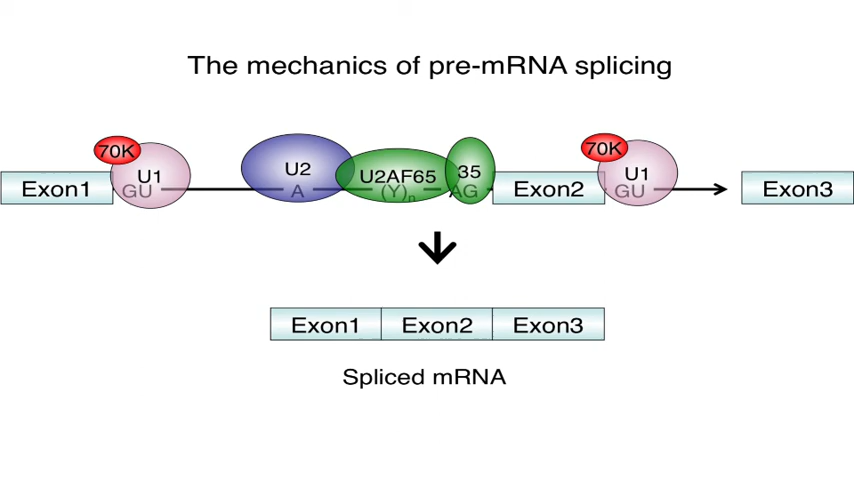 The mechanics of pre-mRNA splicing
70K 70K
U1 U2 U2AF65 35 U1
Exon1 GU A (Y)n AG Exon2 GU Exon3
Exon1 Exon2 Exon3
Spliced mRNA